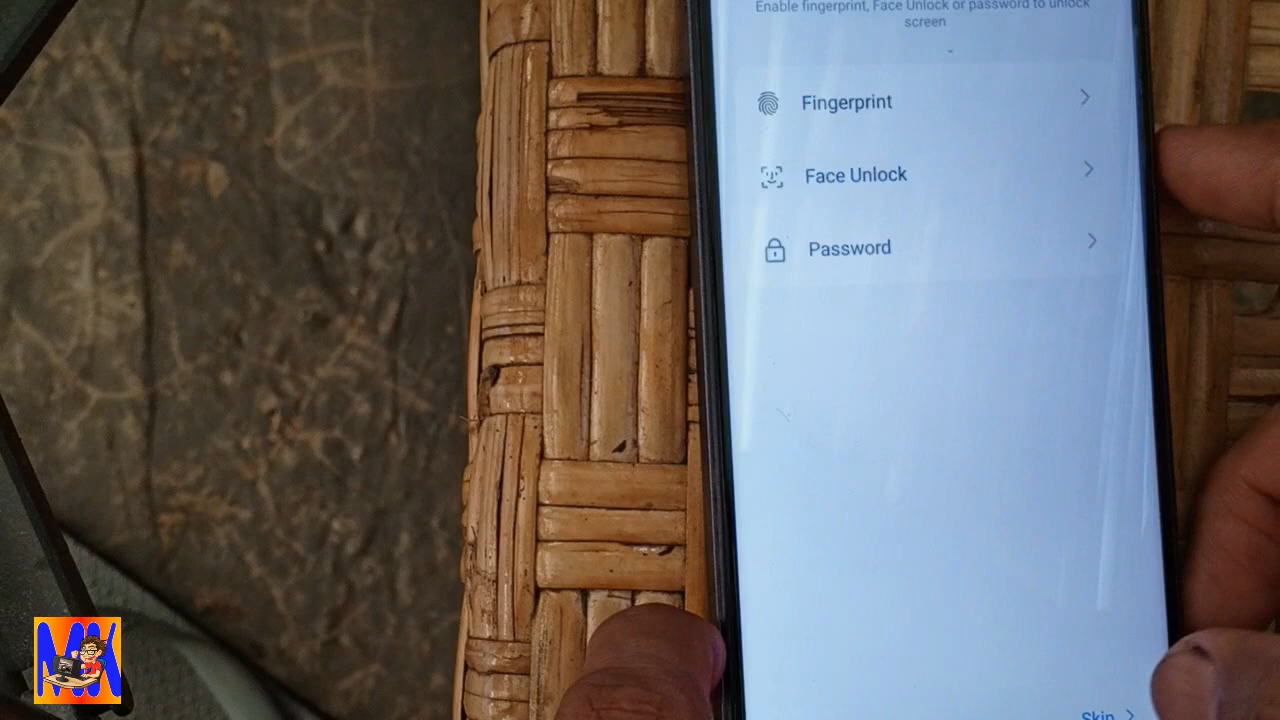 Enable fingerprint, Face Unlock or password to unlock
screen
Fingerprint
Face Unlock
Password
Skip